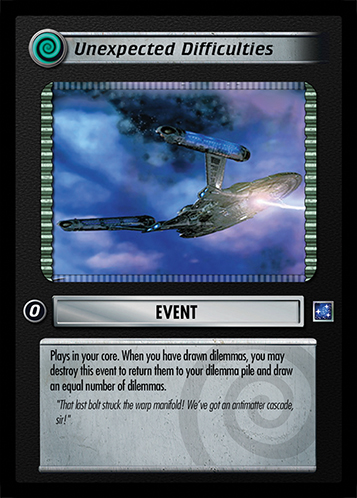 Unexpected Difficulties
0
EVENT
Plays in your core. When you have drawn dilemmas, you may
destroy this event to return them to your dilemma pile and draw
an equal number of dilemmas.
"That last bolt struck the warp manifold! We've got an antimatter cascade,
sir!".